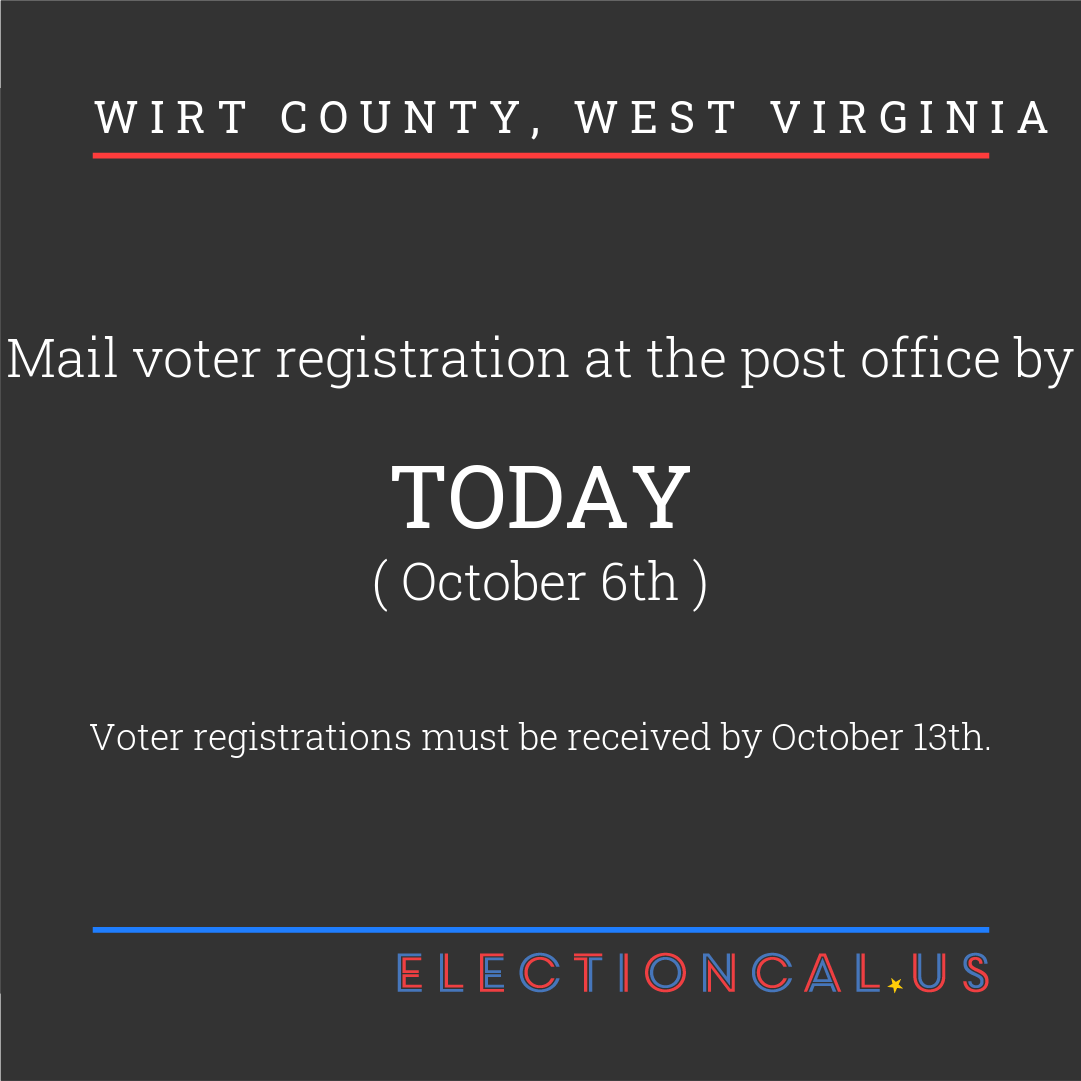 WIRT COUNTY, WEST VIRGINIA
Mail voter registration at the post office by
TODAY
( October 6th )
Voter registrations must be received by October 13th.
ELECTIONCAL.US